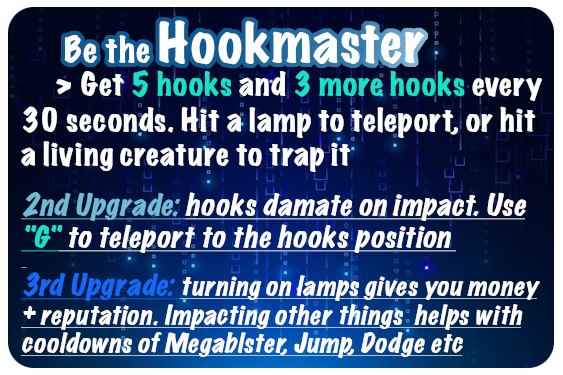 Be the Hookmaster
> Get 5 hooks and 3 more hooks every
30 seconds. Hit a lamp to teleport, or hit
a living creature to trap it
2nd Upgrade: hooks damate on impact. Use
"G" to teleport to the hooks position
3rd Upgrade: turning on lamps gives you money
+ reputation. Impacting other things helps with
cooldowns of Megablster, Jump, Dodge etc